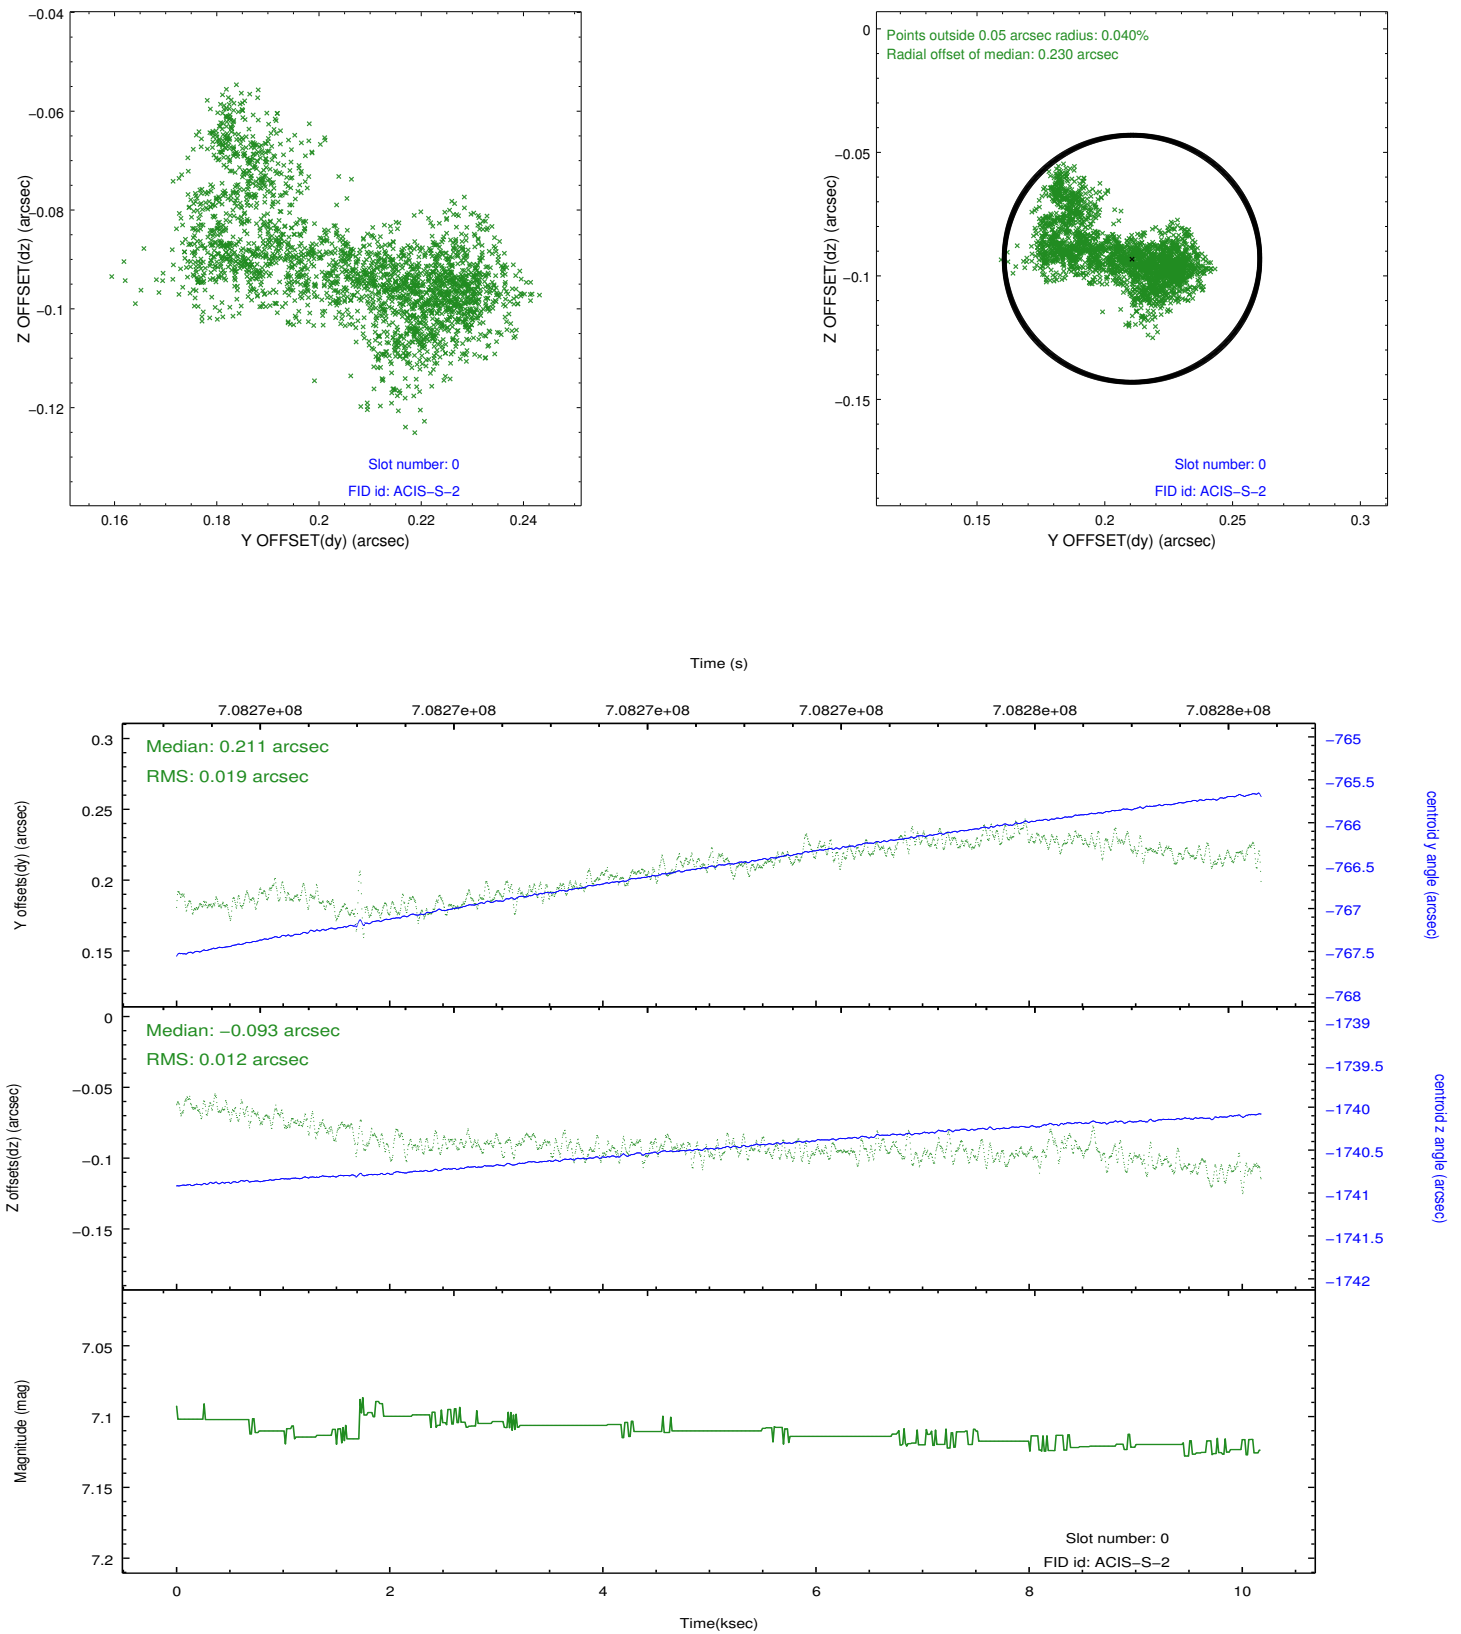 −0.04
−0.06
−0.08
−0.1
−0.12
Z OFFSET(dz) (arcsec)
Slot number: 0
FID id: ACIS−S−2
0.16 0.18 0.2 0.22 0.24
Y OFFSET(dy) (arcsec)
Points outside 0.05 arcsec radius: 0.040%
Radial offset of median: 0.230 arcsec
0
−0.05
−0.1
−0.15
Z OFFSET(dz) (arcsec)
Slot number: 0
FID id: ACIS−S−2
0.15 0.2 0.25 0.3
Y OFFSET(dy) (arcsec)
Time (s)
7.0827e+08 7.0827e+08 7.0827e+08 7.0827e+08 7.0828e+08 7.0828e+08
Median: 0.211 arcsec
RMS: 0.019 arcsec
0.3
0.25
0.2
0.15
Y offsets(dy) (arcsec)
−765
−765.5
−766
−766.5
−767
−767.5
−768
centroid y angle (arcsec)
Median: −0.093 arcsec
RMS: 0.012 arcsec
0
−0.05
−0.1
−0.15
Z offsets(dz) (arcsec)
−1739
−1739.5
−1740
−1740.5
−1741
−1741.5
−1742
centroid z angle (arcsec)
7.05
7.1
7.15
7.2
Magnitude (mag)
Slot number: 0
FID id: ACIS−S−2
0 2 4 6 8 10
Time(ksec)